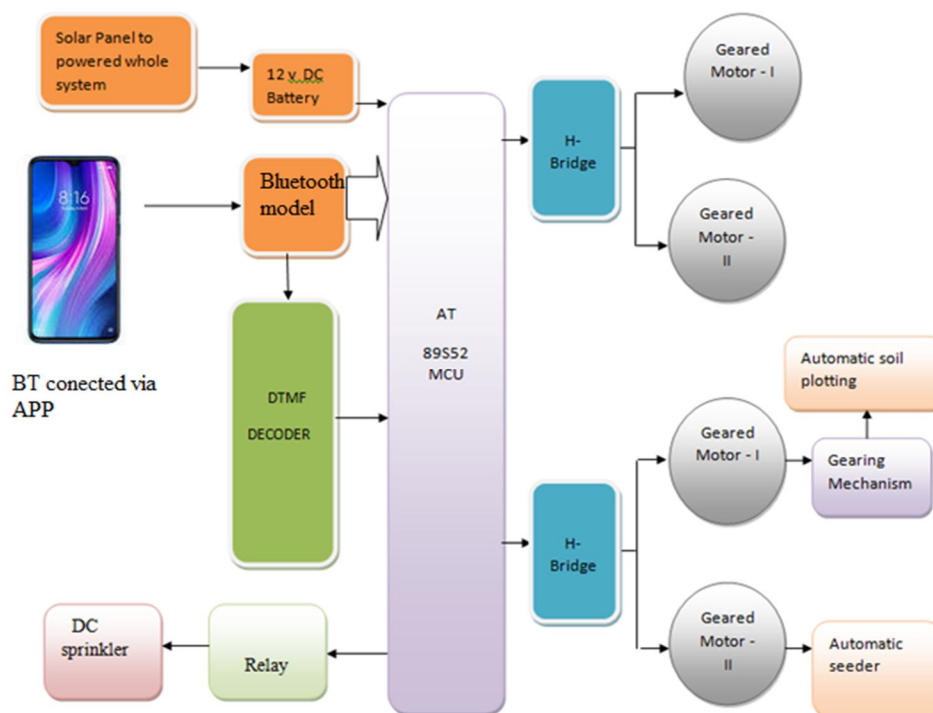 Solar Panel to
powered whole
system
12 v DC
Battery
8:16
Bluetooth
model
BT conected via
APP
DTMF
DECODER
AT
89S52
MCU
H-
Bridge
Geared
Motor - I
Geared
Motor -
II
H-
Bridge
Geared
Motor - I
Gearing
Mechanism
Automatic soil
plotting
Geared
Motor -
II
Automatic
seeder
Relay
DC
sprinkler